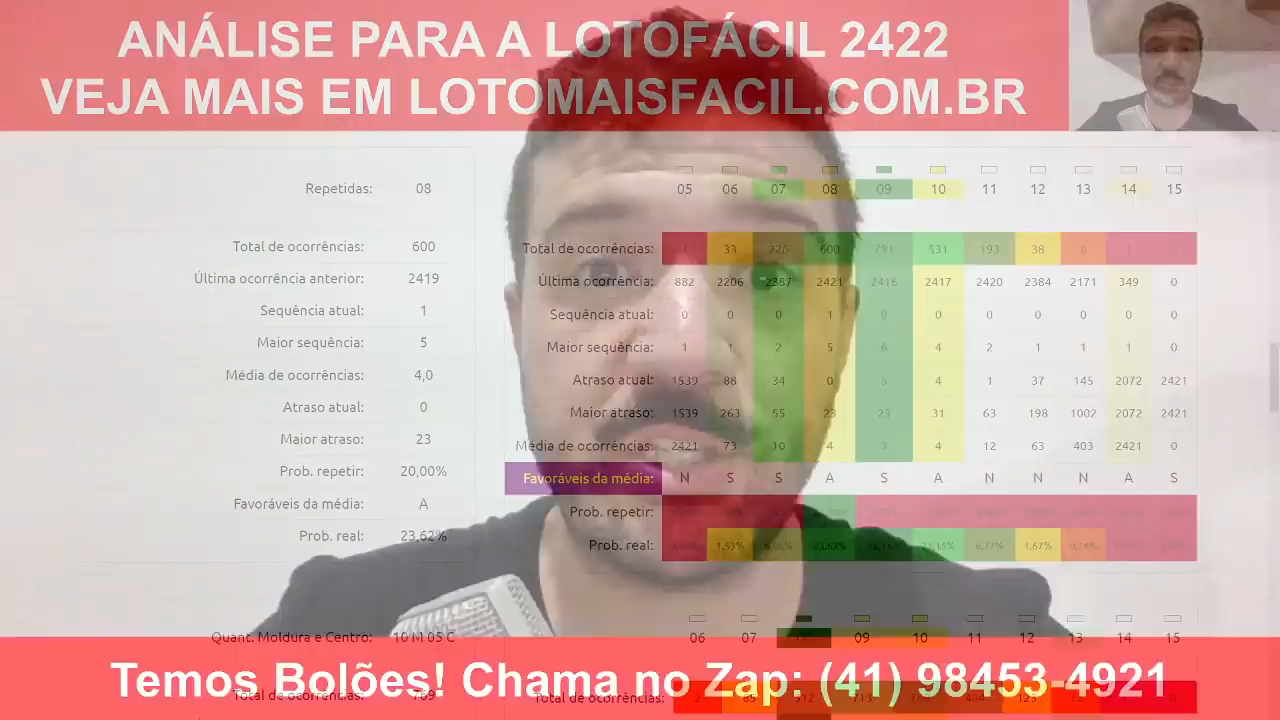 ANÁLISE PARA A LOTOFÁCIL 2422
VEJA MAIS EM LOTOMAISFACIL.COM.BR
Repetidas: 08
05 06 07 08 09 10 11 12 13 14 15
Total de ocorrências: 600
Última ocorrência anterior: 2419
Sequência atual: 1
Maior sequência: 5
Média de ocorrências: 4,0
Atraso atual: 0
Maior atraso: 23
Prob. repetir: 20,00%
Favoráveis da média: A
Prob. real: 23,62%
Total de ocorrências: 33 226 600 791 531 193 38
Última ocorrência: 882 2206 2387 2421 2416 2417 2420 2384 2171 349 0
Sequência atual: 0 0 0 1 0 0 0 0 0 0 0
Maior sequência: 1 1 2 5 6 4 2 1 1 1 0
Atraso atual: 1539 88 34 0 5 4 1 37 145 2072 2421
Maior atraso: 1539 263 55 23 23 31 63 198 1002 2072 2421
Média de ocorrências: 2421 73 10 4 3 4 12 63 403 2421 0
Favoráveis da média: N S S A S A N N N A S
Prob. repetir:
Prob. real: 1,53% 23,67% 1,67%
Quant. Moldura e Centro: 10 M 05 C
06 07 09 10 11 12 13 14 15
Total de ocorrências: 769
Total de ocorrências:
Temos Bolões! Chama no Zap: (41) 98453-4921